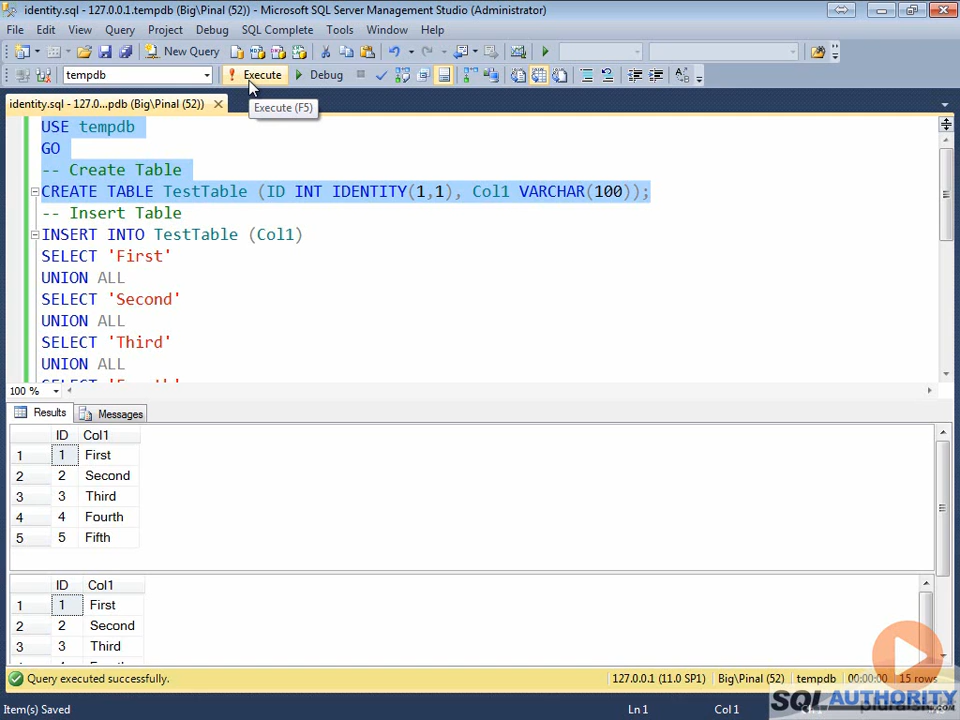 identity.sql - 127.0.0.1.tempdb (Big\Pinal (52)) - Microsoft SQL Server Management Studio (Administrator)
File Edit View Query Project Debug SQL Complete Tools Window Help
New Query
tempdb Execute Debug
identity.sql - 127.0...pdb (Big\Pinal (52))
Execute (F5)
USE tempdb
GO
-- Create Table
CREATE TABLE TestTable (ID INT IDENTITY(1,1), Col1 VARCHAR(100));
-- Insert Table
INSERT INTO TestTable (Col1)
SELECT 'First'
UNION ALL
SELECT 'Second'
UNION ALL
SELECT 'Third'
UNION ALL
100 %
Results Messages
ID Col1
1 1 First
2 2 Second
3 3 Third
4 4 Fourth
5 5 Fifth
ID Col1
1 1 First
2 2 Second
3 3 Third
Query executed successfully. 127.0.0.1 (11.0 SP1) Big\Pinal (52) tempdb 00:00:00 15 rows
Item(s) Saved Ln 1 Col 1
SQL AUTHORITY